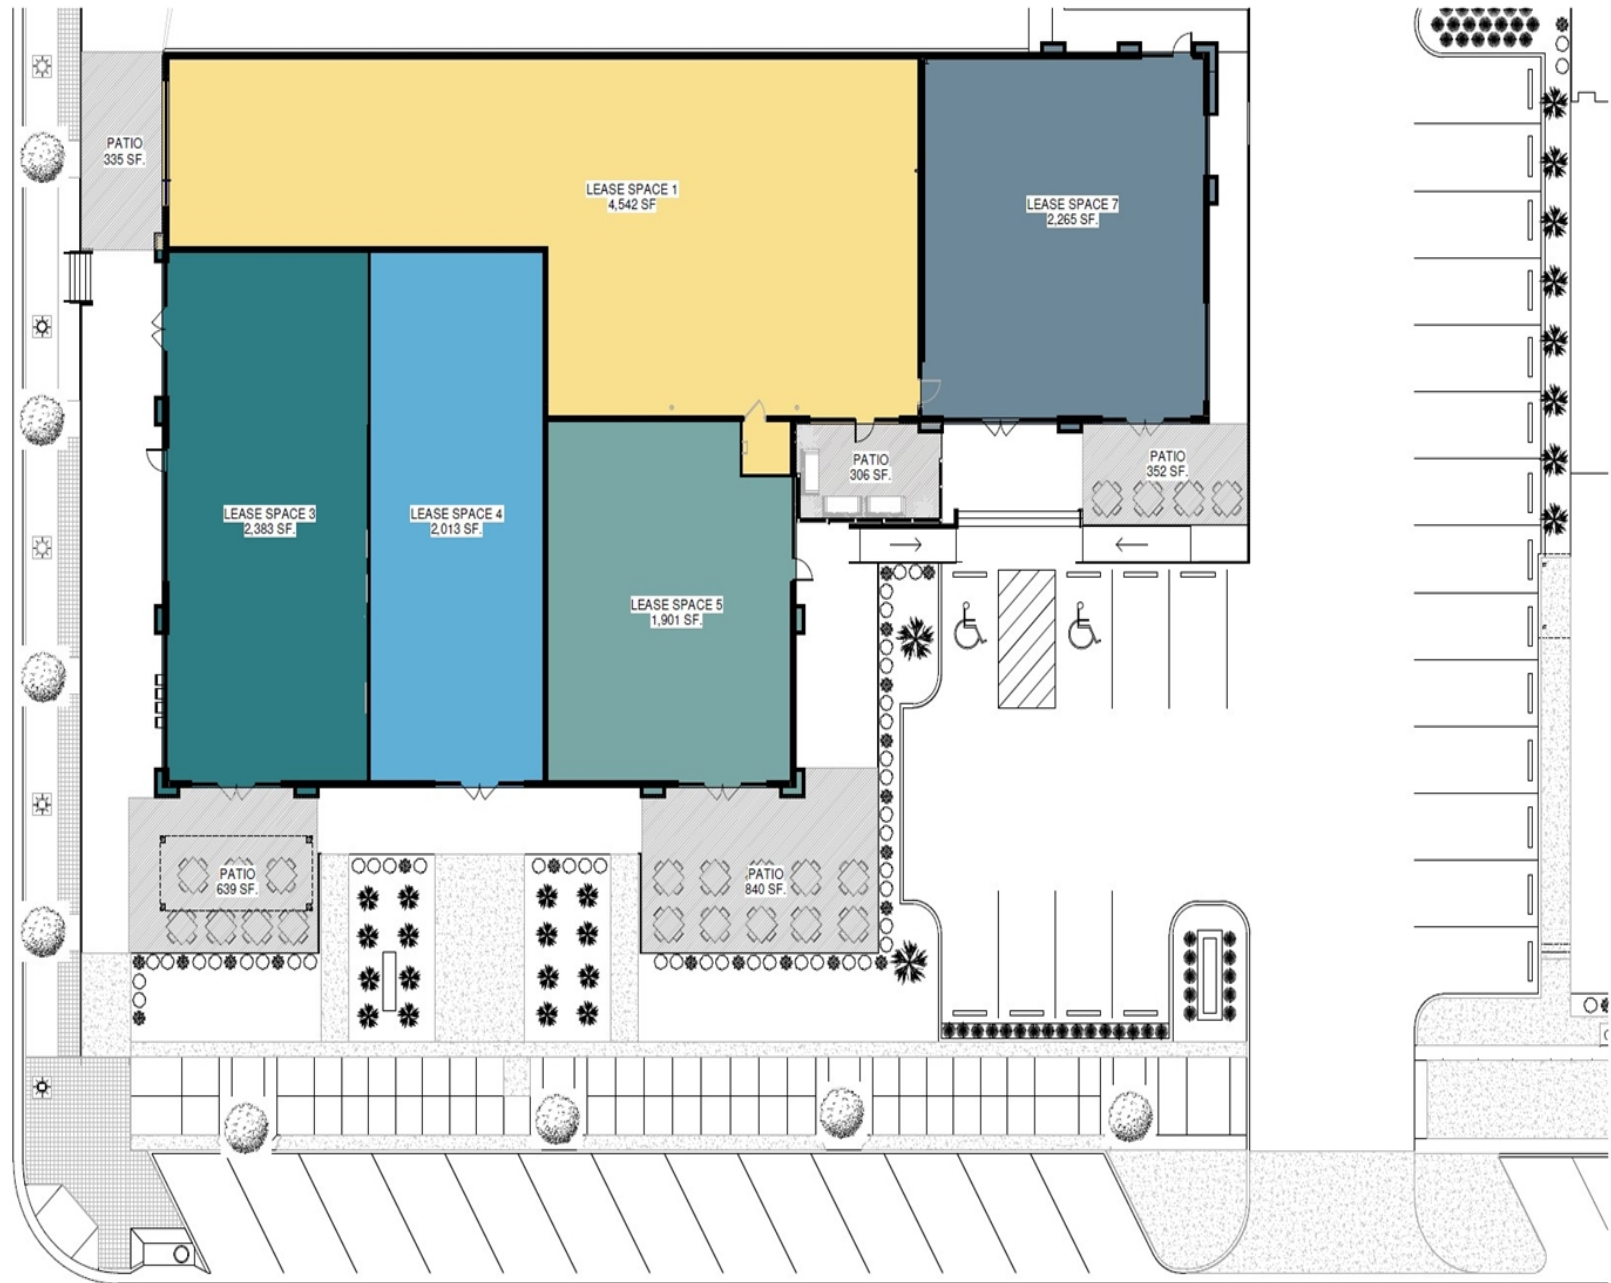 PATIO
335 SF.
LEASE SPACE 1
4,542 SF
LEASE SPACE 7
2,265 SF.
PATIO
306 SF.
PATIO
352 SF.
LEASE SPACE 3
2,383 SF.
LEASE SPACE 4
2,013 SF.
LEASE SPACE 5
1,901 SF.
PATIO
639 SF.
PATIO
840 SF.